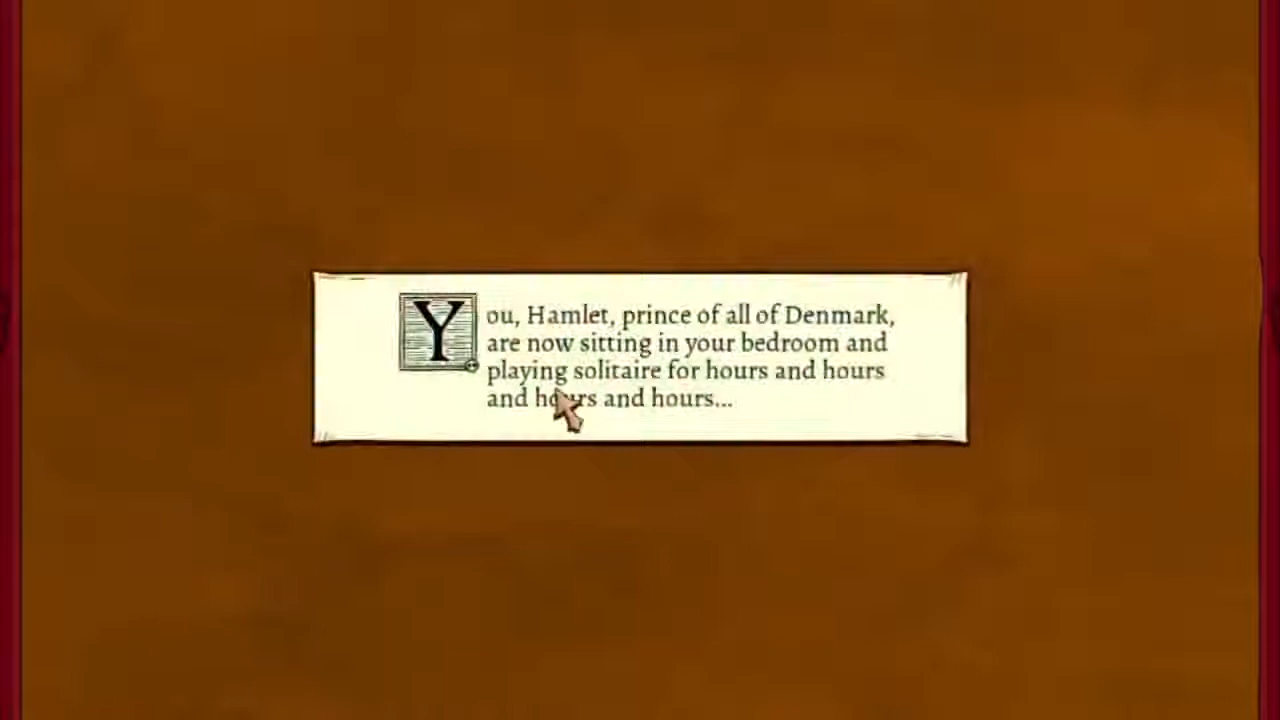 You, Hamlet, prince of all of Denmark,
are now sitting in your bedroom and
playing solitaire for hours and hours
and hours and hours...